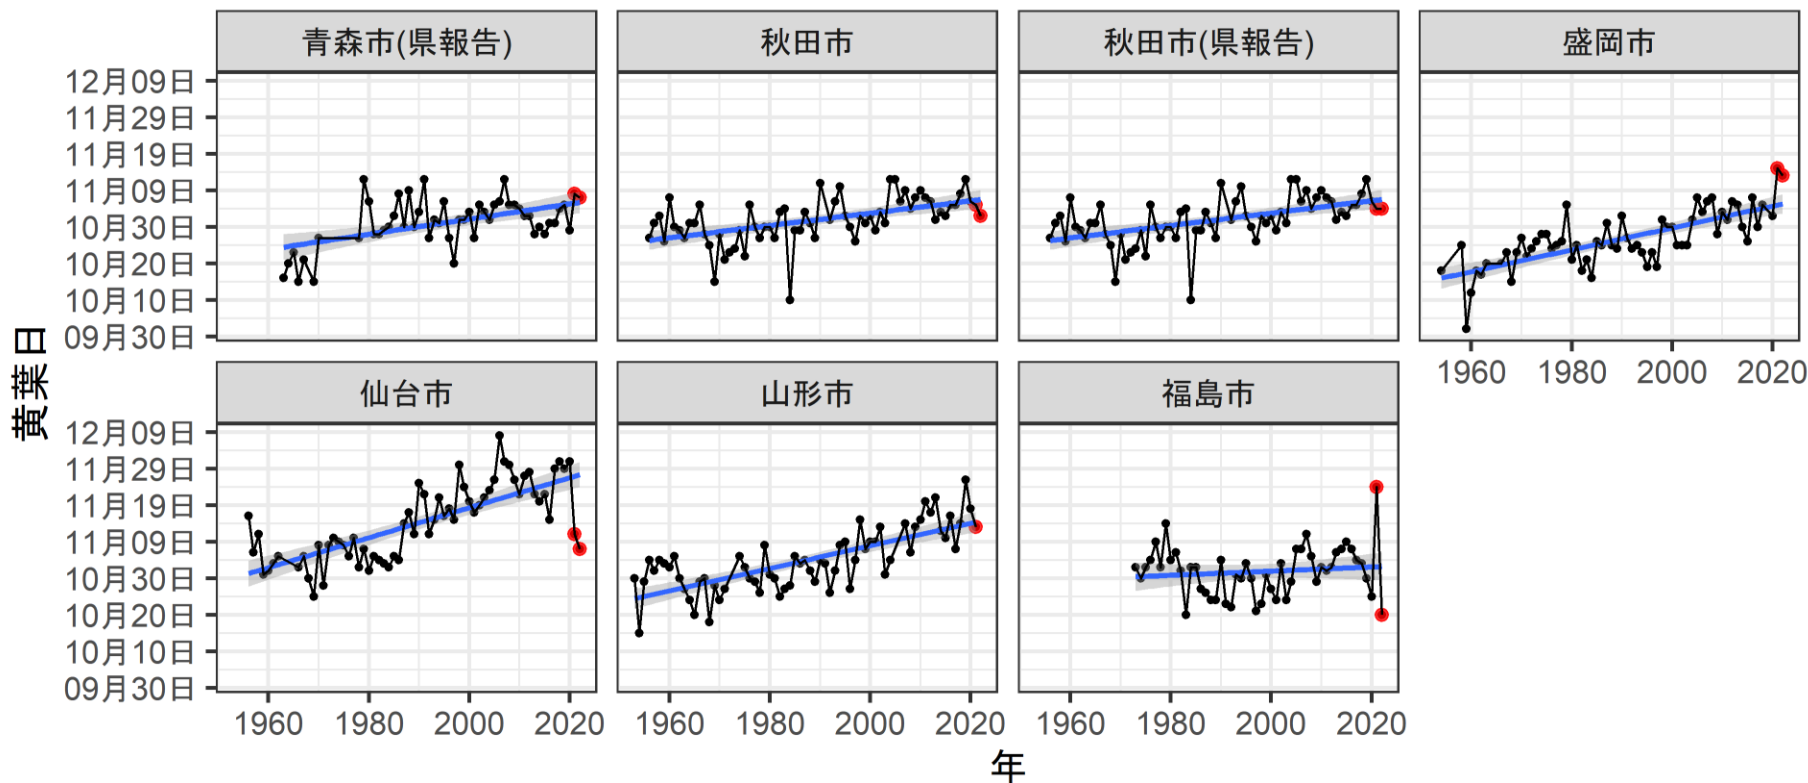 青森市(県報告)
秋田市
秋田市(県報告)
盛岡市
12月09日
11月29日
11月19日
11月09日
10月30日
10月20日
10月10日
09月30日
1960 1980 2000 2020
仙台市
山形市
福島市
12月09日
11月29日
11月19日
11月09日
10月30日
10月20日
10月10日
09月30日
1960 1980 2000 2020
1960 1980 2000 2020
1960 1980 2000 2020
黄葉日
年